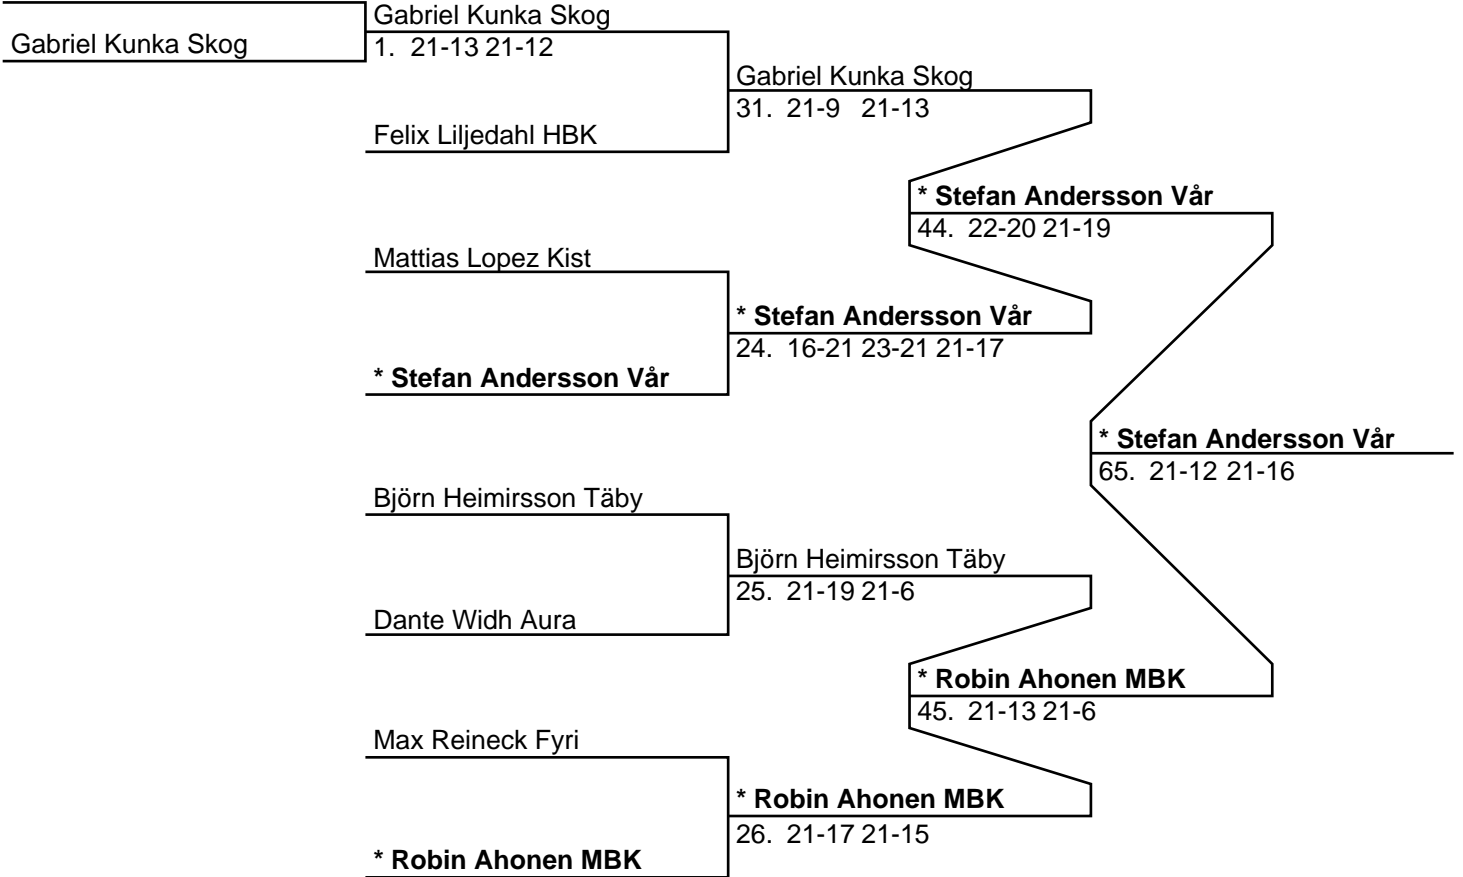 Gabriel Kunka Skog
Gabriel Kunka Skog
1. 21-13 21-12
Gabriel Kunka Skog
31. 21-9 21-13
Felix Liljedahl HBK
* Stefan Andersson Vår
44. 22-20 21-19
Mattias Lopez Kist
* Stefan Andersson Vår
24. 16-21 23-21 21-17
* Stefan Andersson Vår
* Stefan Andersson Vår
65. 21-12 21-16
Björn Heimirsson Täby
Björn Heimirsson Täby
25. 21-19 21-6
Dante Widh Aura
* Robin Ahonen MBK
45. 21-13 21-6
Max Reineck Fyri
* Robin Ahonen MBK
26. 21-17 21-15
* Robin Ahonen MBK